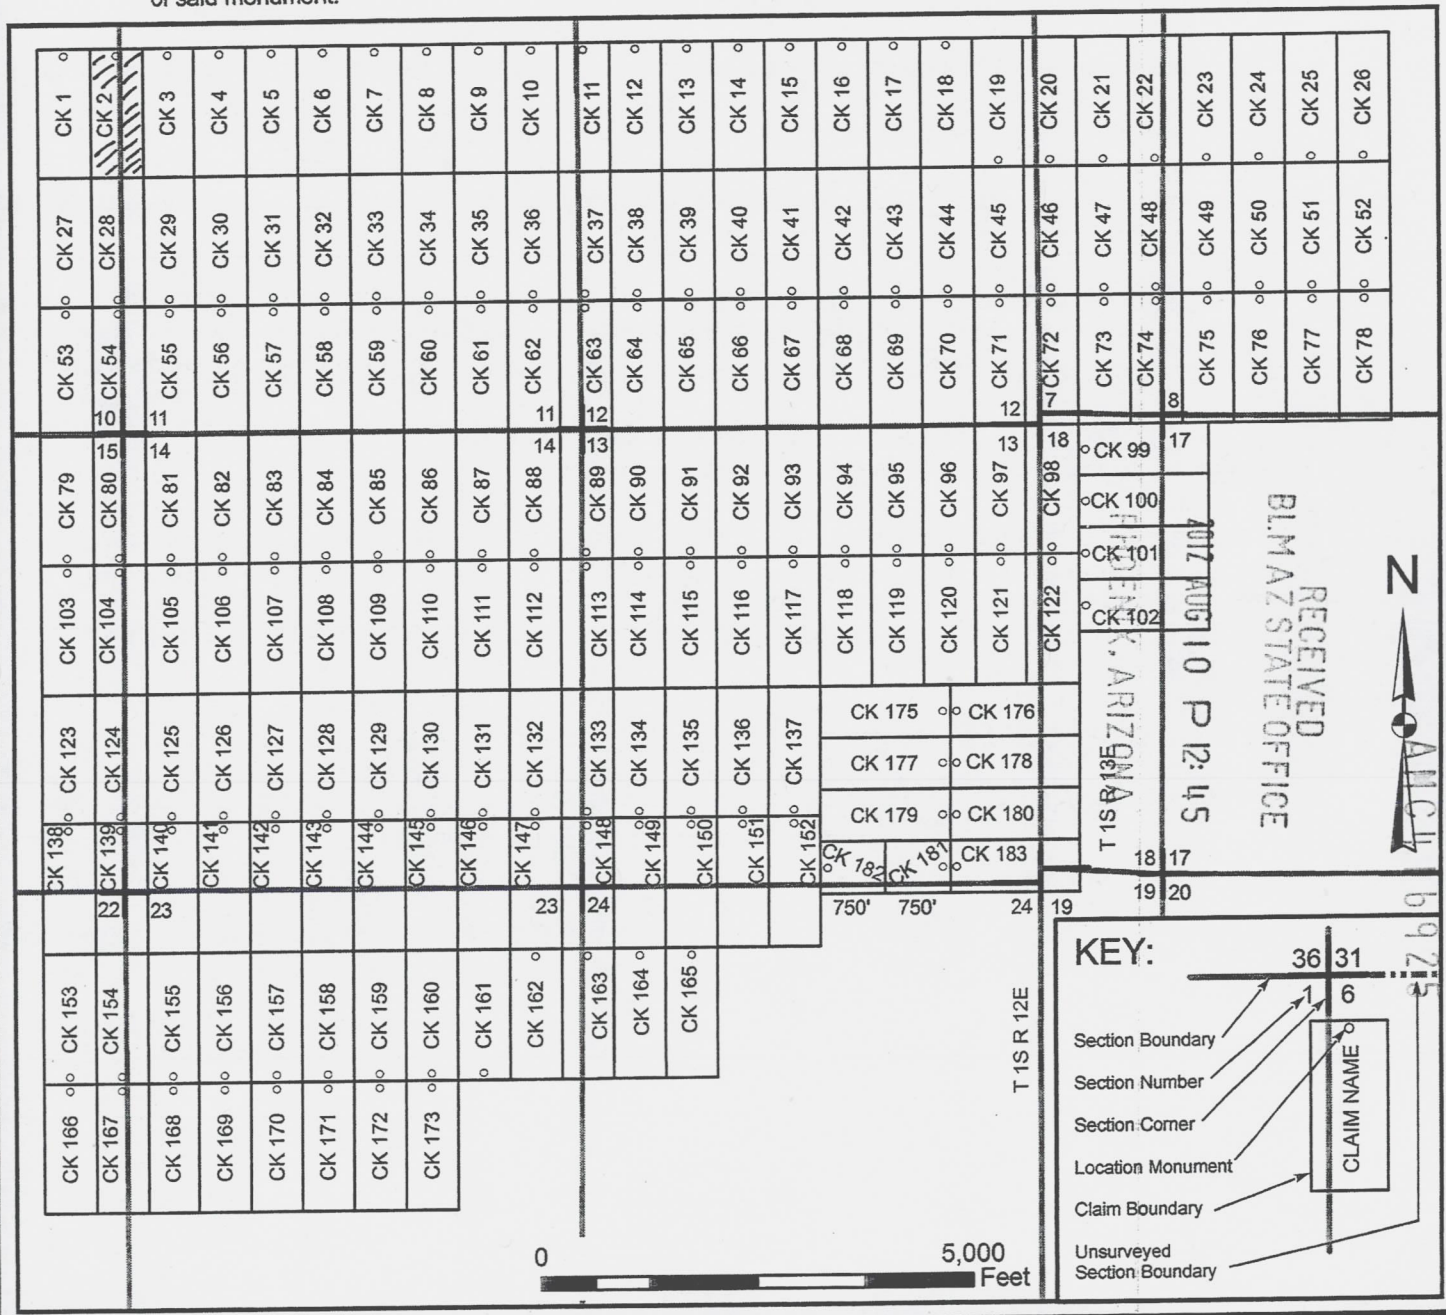 of said monument.
CK 1 CK 2 CK 3 CK 4 CK 5 CK 6 CK 7 CK 8 CK 9 CK 10 CK 11 CK 12 CK 13 CK 14 CK 15 CK 16 CK 17 CK 18 CK 19 CK 20 CK 21 CK 22 CK 23 CK 24 CK 25 CK 26
CK 27 CK 28 CK 29 CK 30 CK 31 CK 32 CK 33 CK 34 CK 35 CK 36 CK 37 CK 38 CK 39 CK 40 CK 41 CK 42 CK 43 CK 44 CK 45 CK 46 CK 47 CK 48 CK 49 CK 50 CK 51 CK 52
CK 53 CK 54 CK 55 CK 56 CK 57 CK 58 CK 59 CK 60 CK 61 CK 62 CK 63 CK 64 CK 65 CK 66 CK 67 CK 68 CK 69 CK 70 CK 71 CK 72 CK 73 CK 74 CK 75 CK 76 CK 77 CK 78
10 11 11 12 12 7 8
15 14 14 13 13 18 17
CK 79 CK 80 CK 81 CK 82 CK 83 CK 84 CK 85 CK 86 CK 87 CK 88 CK 89 CK 90 CK 91 CK 92 CK 93 CK 94 CK 95 CK 96 CK 97 CK 98
CK 99
CK 100
CK 101
CK 102
CK 103 CK 104 CK 105 CK 106 CK 107 CK 108 CK 109 CK 110 CK 111 CK 112 CK 113 CK 114 CK 115 CK 116 CK 117 CK 118 CK 119 CK 120 CK 121 CK 122
CK 123 CK 124 CK 125 CK 126 CK 127 CK 128 CK 129 CK 130 CK 131 CK 132 CK 133 CK 134 CK 135 CK 136 CK 137
CK 175 CK 176
CK 177 CK 178
CK 179 CK 180
CK 138 CK 139 CK 140 CK 141 CK 142 CK 143 CK 144 CK 145 CK 146 CK 147 CK 148 CK 149 CK 150 CK 151 CK 152 CK 182 CK 181 CK 183
18 17
22 23 23 24 750' 750' 24 19 19 20
CK 153 CK 154 CK 155 CK 156 CK 157 CK 158 CK 159 CK 160 CK 161 CK 162 CK 163 CK 164 CK 165
CK 166 CK 167 CK 168 CK 169 CK 170 CK 171 CK 172 CK 173
T 1S R 12E
T 1S R 13E
RECEIVED
BLM AZ STATE OFFICE
2012 AUG 10 P 12:45
PHOENIX, ARIZONA
N
KEY:
36 31
1 6
Section Boundary
Section Number
Section Corner
Location Monument
Claim Boundary
Unsurveyed
Section Boundary
CLAIM NAME
0 5,000
Feet